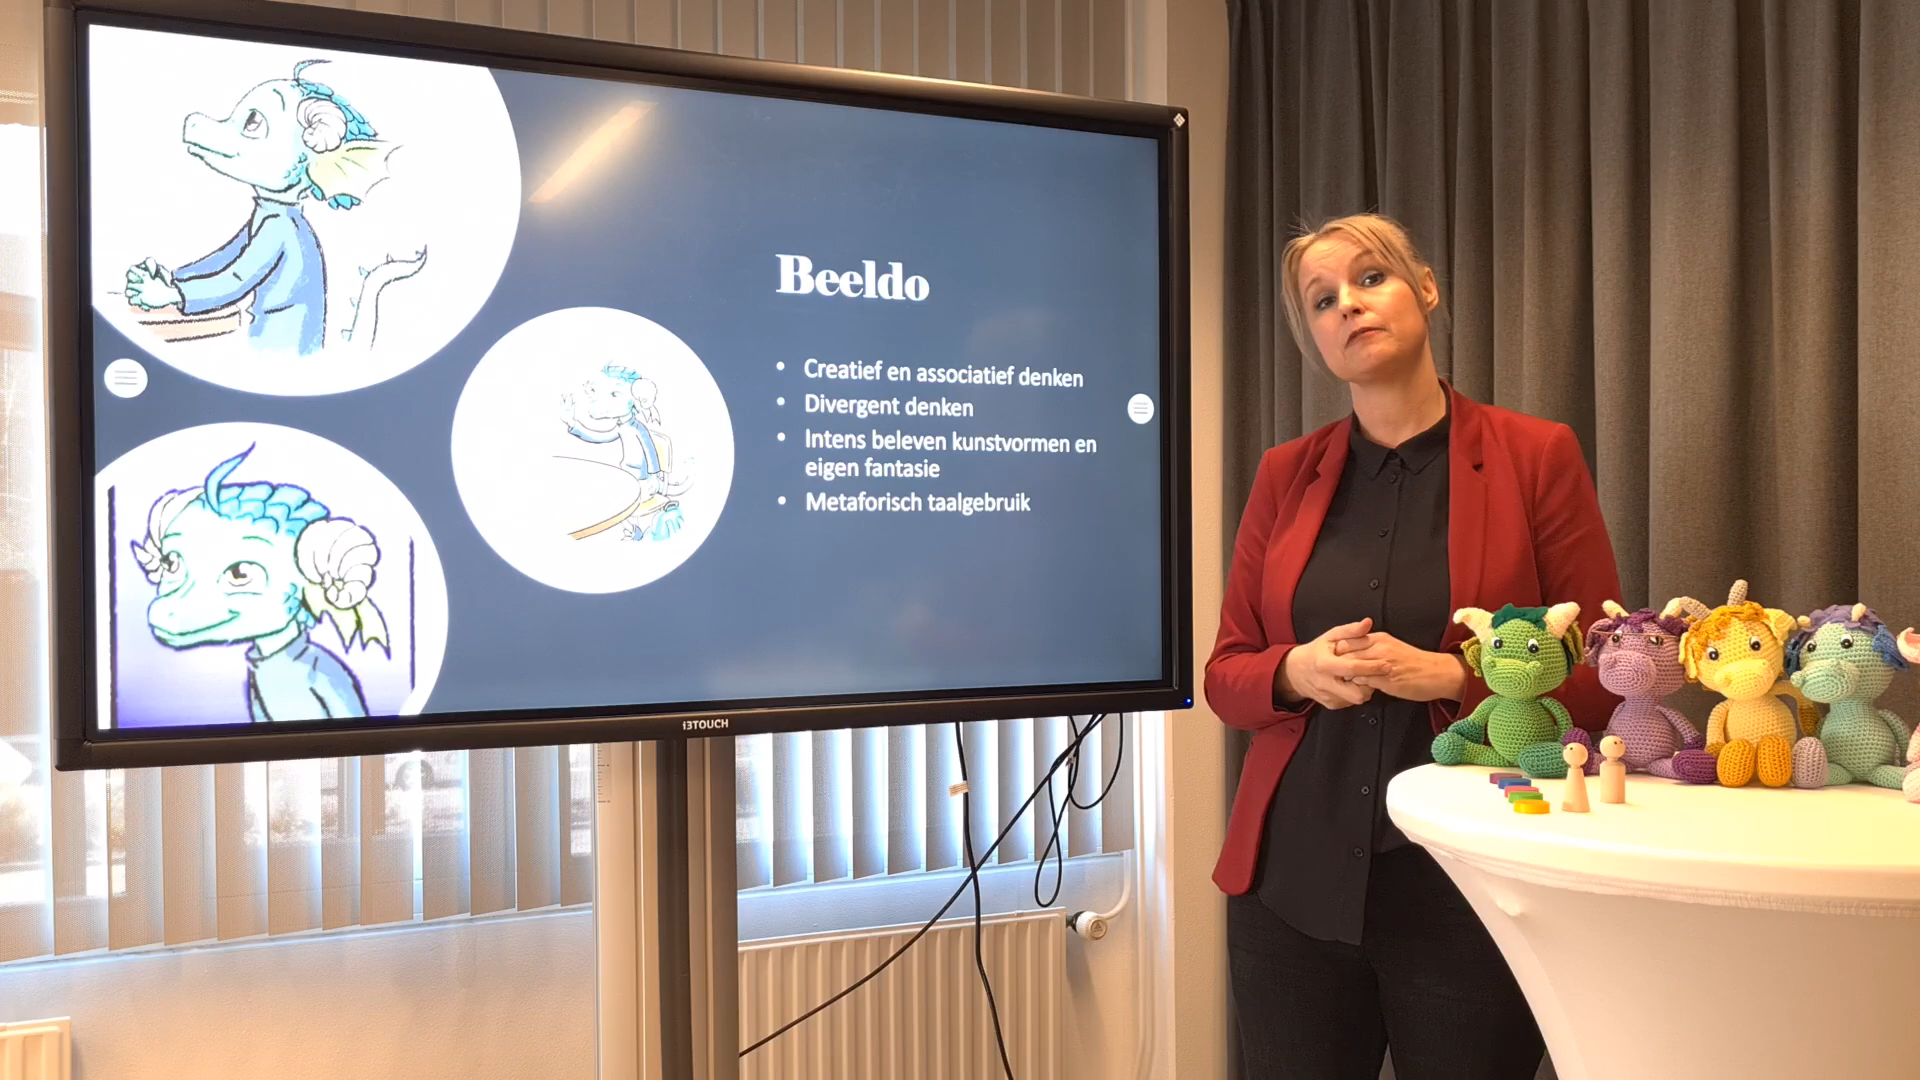 Beeldo
• Creatief en associatief denken
• Divergent denken
• Intens beleven kunstvormen en
eigen fantasie
• Metaforisch taalgebruik
i3TOUCH